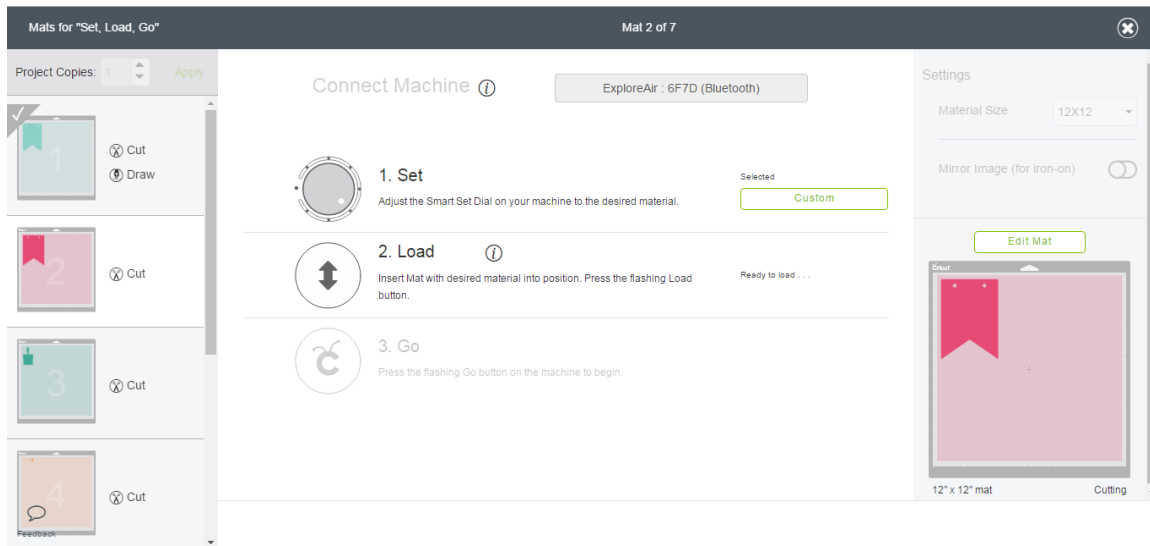 Mats for "Set, Load, Go"
Mat 2 of 7
Project Copies: 1
Apply
Connect Machine i
ExploreAir : 6F7D (Bluetooth)
Settings
Material Size
12X12
Mirror Image (for iron-on)
1
Cut
Draw
1. Set
Adjust the Smart Set Dial on your machine to the desired material.
Selected
Custom
2
Cut
2. Load i
Insert Mat with desired material into position. Press the flashing Load
button.
Ready to load . . .
3. Go
Press the flashing Go button on the machine to begin.
3
Cut
4
Cut
Feedback
Edit Mat
Cricut
12" x 12" mat
Cutting